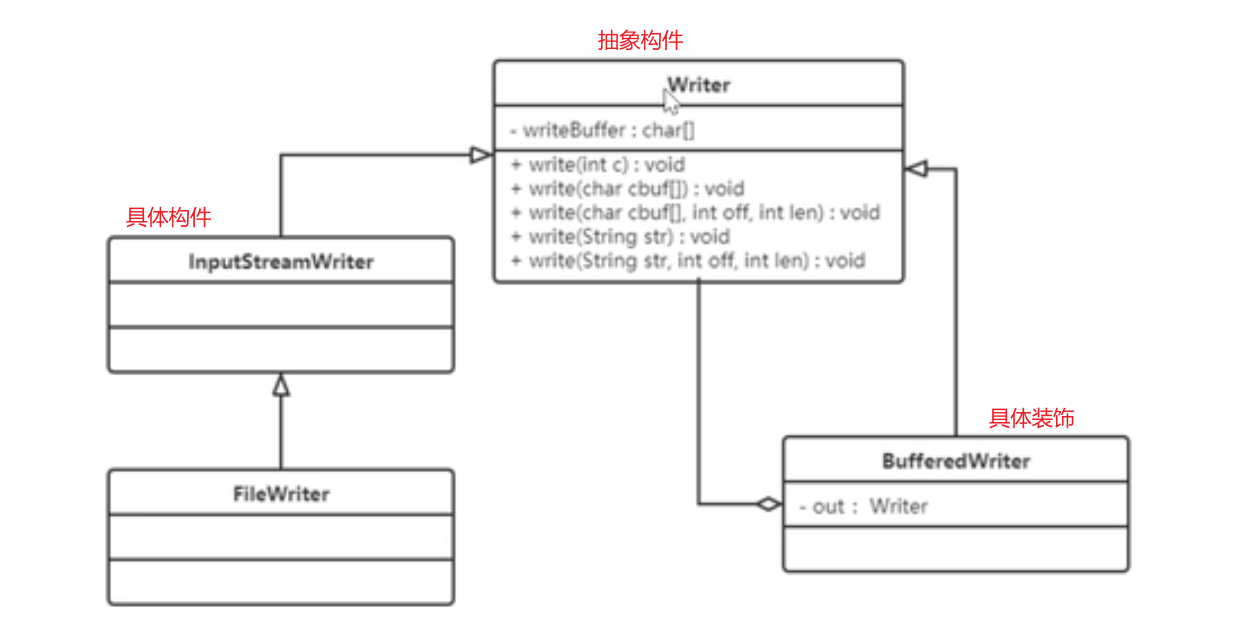 抽象构件
Writer
- writeBuffer : char[]
+ write(int c) : void
+ write(char cbuf[]) : void
+ write(char cbuf[], int off, int len) : void
+ write(String str) : void
+ write(String str, int off, int len) : void
具体构件
InputStreamWriter
FileWriter
具体装饰
BufferedWriter
- out : Writer